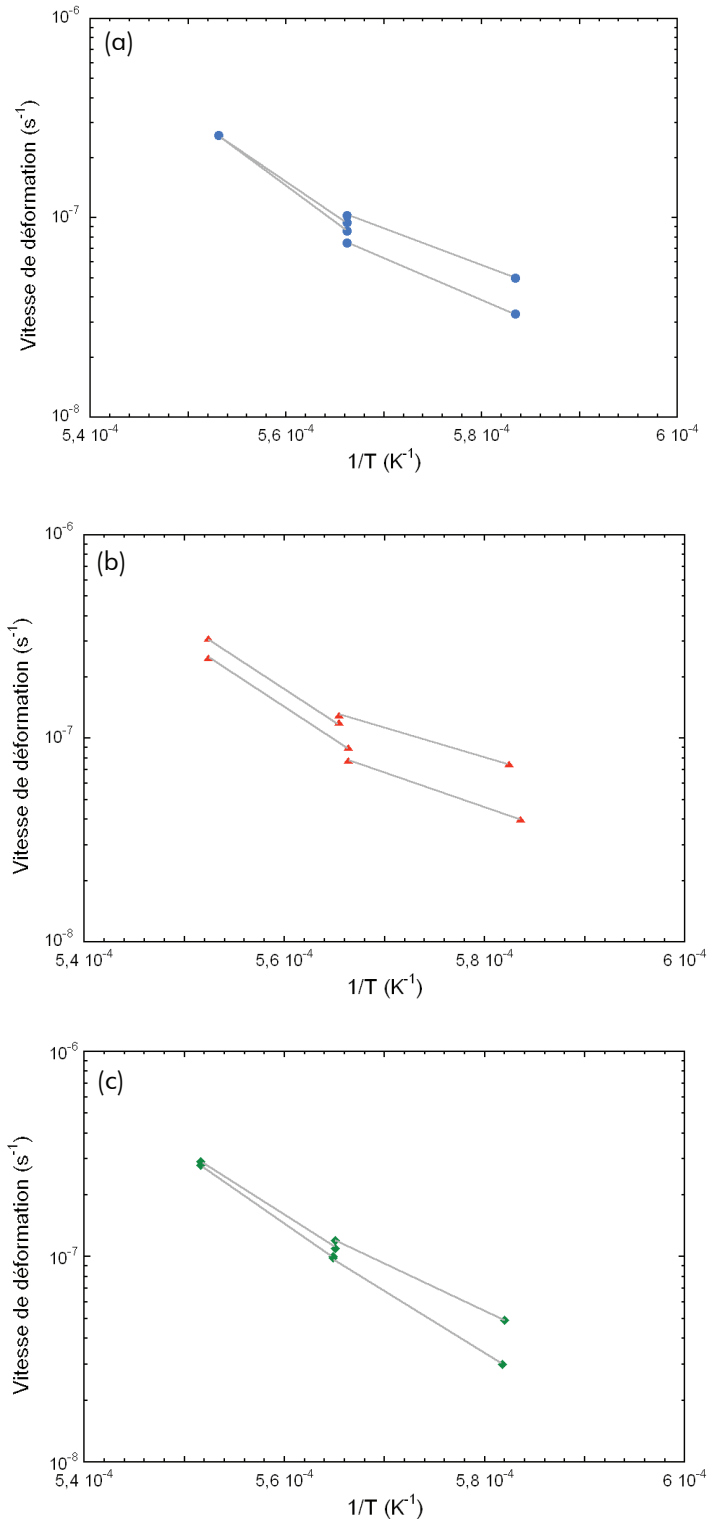 (a)
10⁻⁶
10⁻⁷
10⁻⁸
Vitesse de déformation (s⁻¹)
5,4 10⁻⁴ 5,6 10⁻⁴ 5,8 10⁻⁴ 6 10⁻⁴
1/T (K⁻¹)
(b)
10⁻⁶
10⁻⁷
10⁻⁸
Vitesse de déformation (s⁻¹)
5,4 10⁻⁴ 5,6 10⁻⁴ 5,8 10⁻⁴ 6 10⁻⁴
1/T (K⁻¹)
(c)
10⁻⁶
10⁻⁷
10⁻⁸
Vitesse de déformation (s⁻¹)
5,4 10⁻⁴ 5,6 10⁻⁴ 5,8 10⁻⁴ 6 10⁻⁴
1/T (K⁻¹)